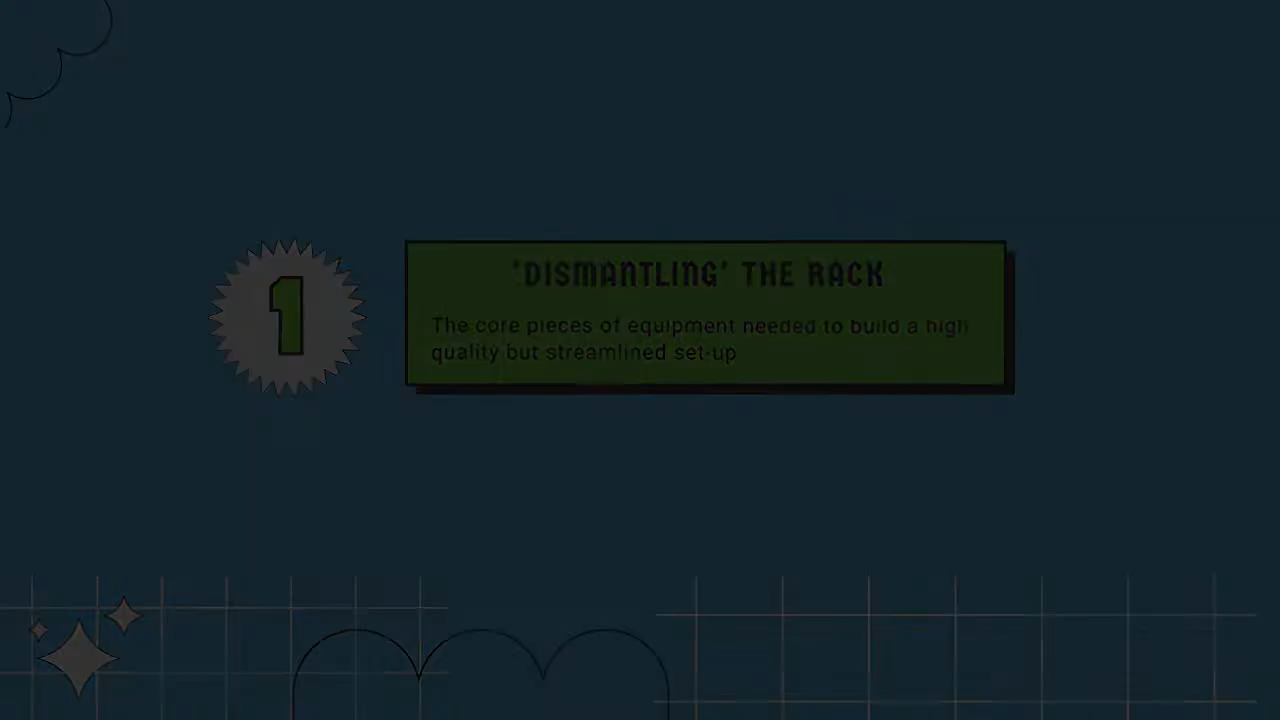 1
'DISMANTLING' THE RACK
The core pieces of equipment needed to build a high
quality but streamlined set-up